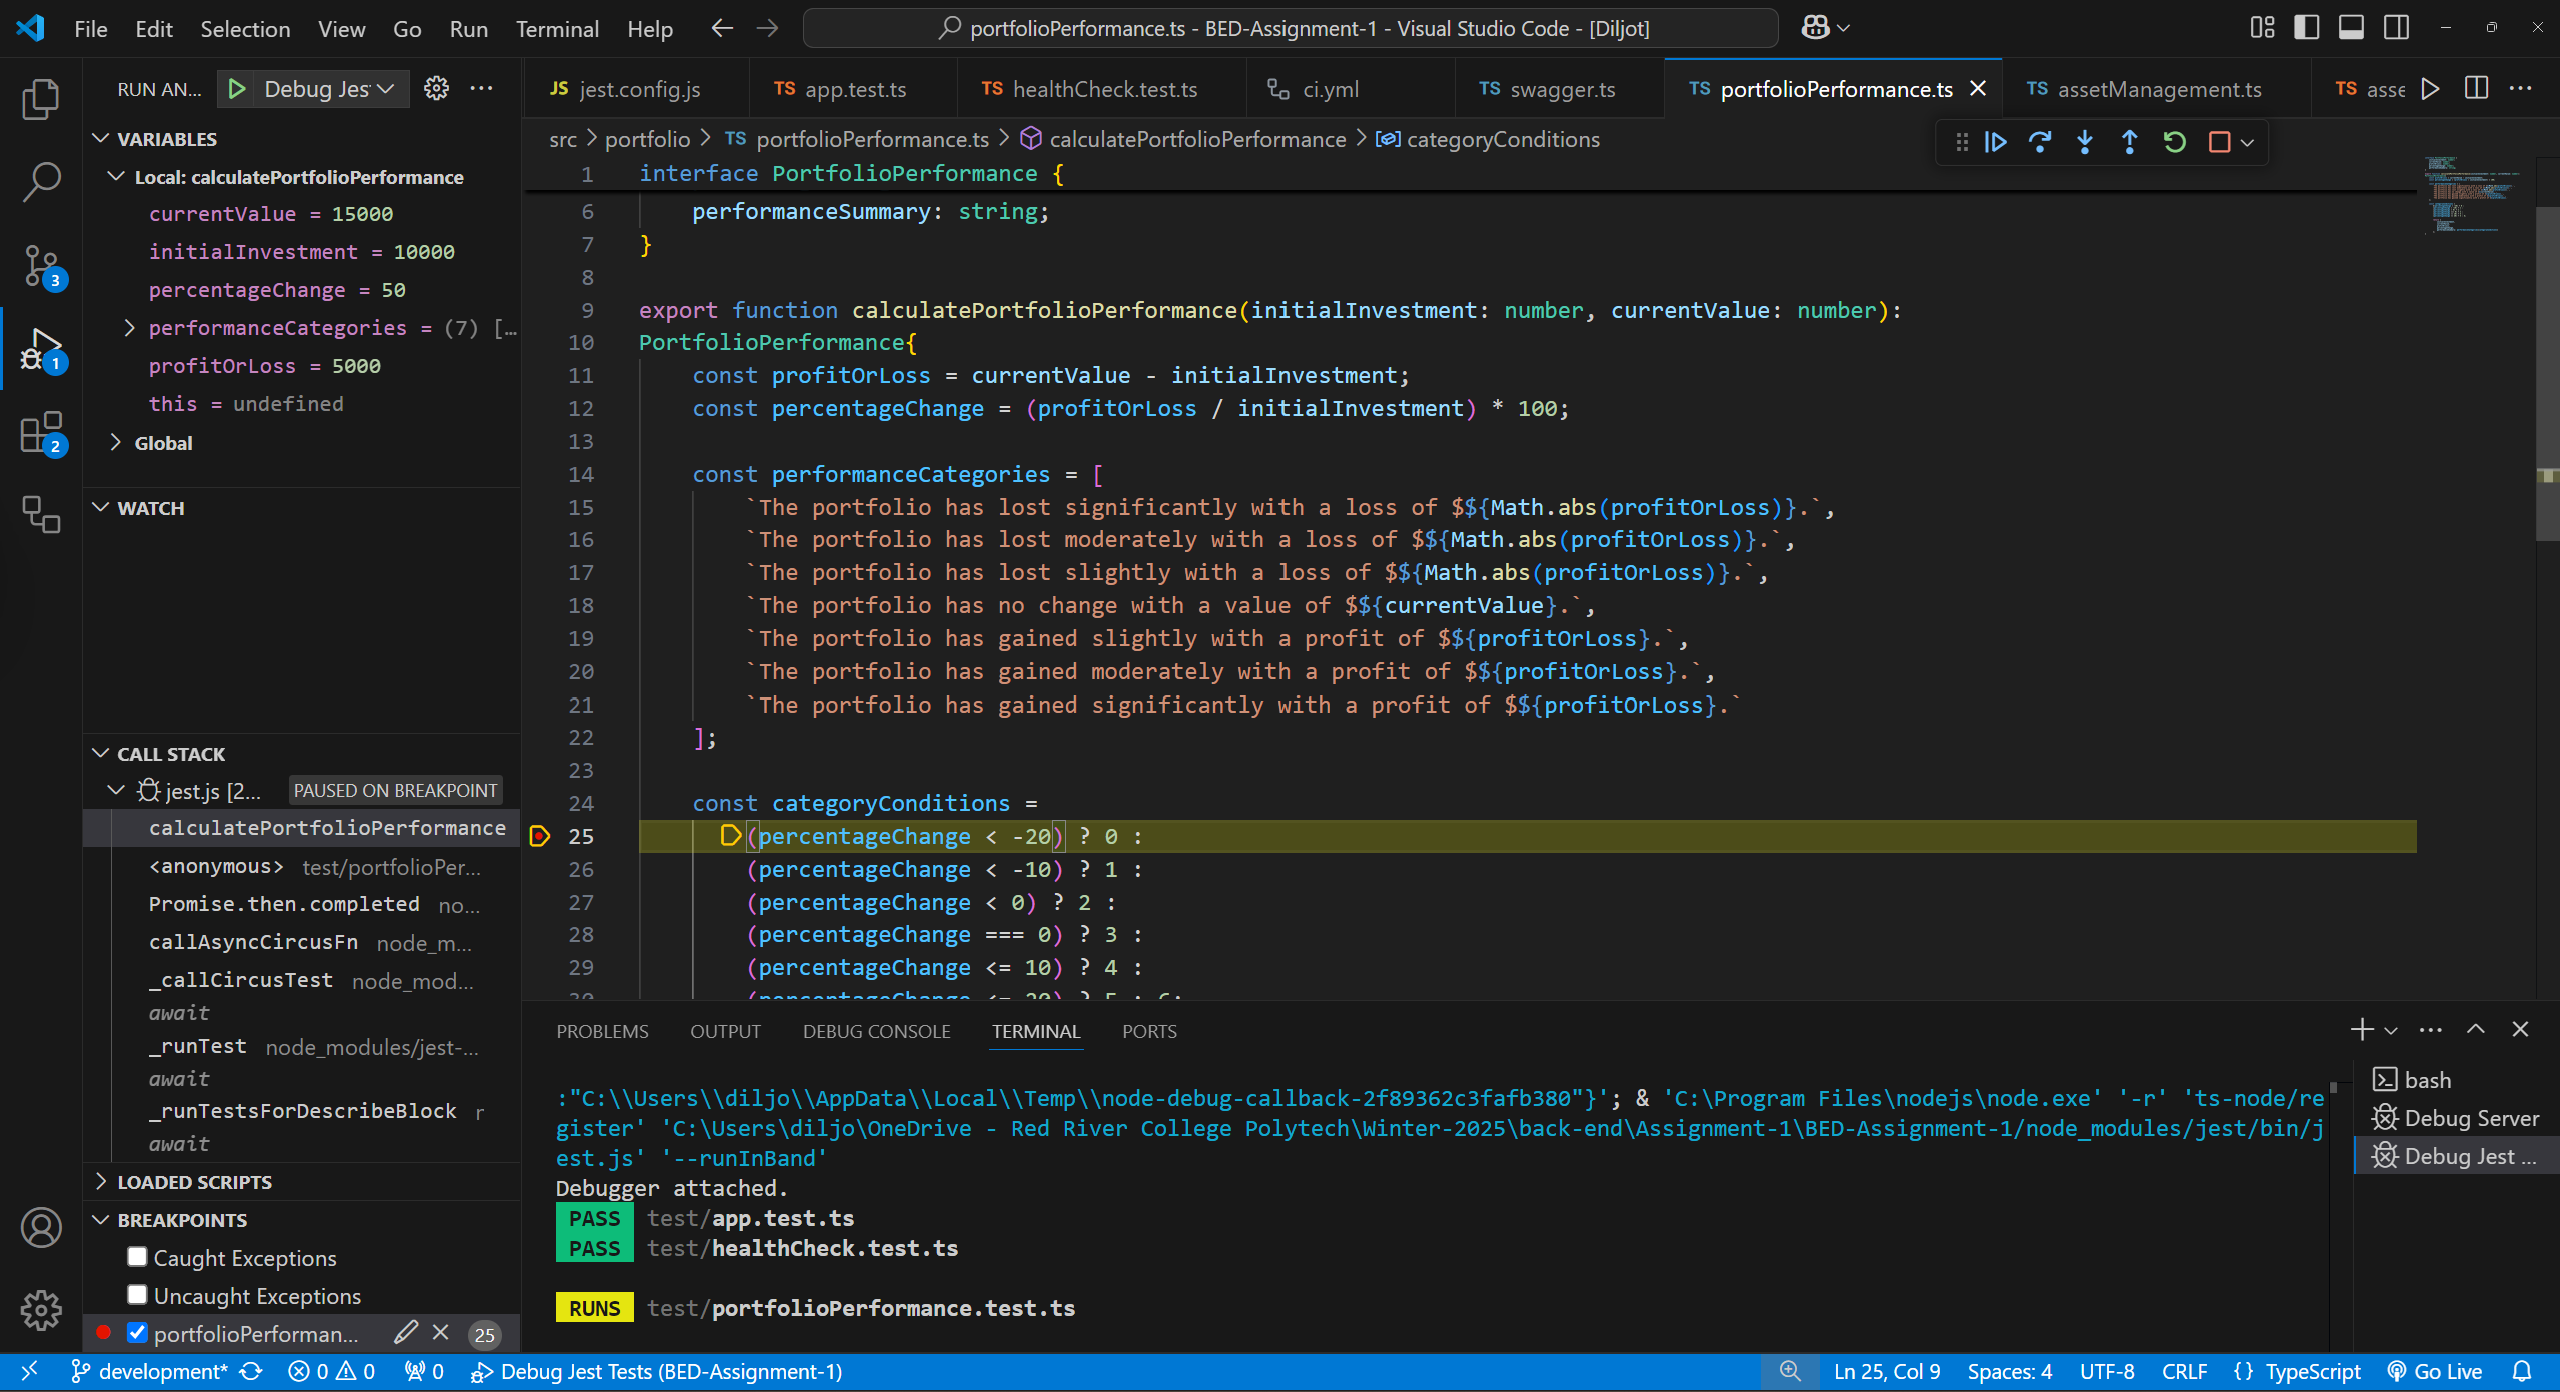 File Edit Selection View Go Run Terminal Help
portfolioPerformance.ts - BED-Assignment-1 - Visual Studio Code - [Diljot]
RUN AN... Debug Jes
JS jest.config.js
TS app.test.ts
TS healthCheck.test.ts
ci.yml
TS swagger.ts
TS portfolioPerformance.ts
TS assetManagement.ts
TS asse
src > portfolio > TS portfolioPerformance.ts > calculatePortfolioPerformance > categoryConditions
3
1
2
VARIABLES
Local: calculatePortfolioPerformance
currentValue = 15000
initialInvestment = 10000
percentageChange = 50
performanceCategories = (7) [...
profitOrLoss = 5000
this = undefined
Global
WATCH
CALL STACK
jest.js [2... PAUSED ON BREAKPOINT
calculatePortfolioPerformance
<anonymous> test/portfolioPer...
Promise.then.completed no...
callAsyncCircusFn node_m...
_callCircusTest node_mod...
await
_runTest node_modules/jest-...
await
_runTestsForDescribeBlock r
await
LOADED SCRIPTS
BREAKPOINTS
Caught Exceptions
Uncaught Exceptions
portfolioPerforman... 25
1 interface PortfolioPerformance {
6 performanceSummary: string;
7 }
8
9 export function calculatePortfolioPerformance(initialInvestment: number, currentValue: number):
10 PortfolioPerformance{
11 const profitOrLoss = currentValue - initialInvestment;
12 const percentageChange = (profitOrLoss / initialInvestment) * 100;
13
14 const performanceCategories = [
15 `The portfolio has lost significantly with a loss of $${Math.abs(profitOrLoss)}.`,
16 `The portfolio has lost moderately with a loss of $${Math.abs(profitOrLoss)}.`,
17 `The portfolio has lost slightly with a loss of $${Math.abs(profitOrLoss)}.`,
18 `The portfolio has no change with a value of $${currentValue}.`,
19 `The portfolio has gained slightly with a profit of $${profitOrLoss}.`,
20 `The portfolio has gained moderately with a profit of $${profitOrLoss}.`,
21 `The portfolio has gained significantly with a profit of $${profitOrLoss}.`
22 ];
23
24 const categoryConditions =
25 (percentageChange < -20) ? 0 :
26 (percentageChange < -10) ? 1 :
27 (percentageChange < 0) ? 2 :
28 (percentageChange === 0) ? 3 :
29 (percentageChange <= 10) ? 4 :
30 (percentageChange <= 20) ? 5 : 6;
PROBLEMS OUTPUT DEBUG CONSOLE TERMINAL PORTS
:"C:\\Users\\diljo\\AppData\\Local\\Temp\\node-debug-callback-2f89362c3fafb380"}'; & 'C:\Program Files\nodejs\node.exe' '-r' 'ts-node/re
gister' 'C:\Users\diljo\OneDrive - Red River College Polytech\Winter-2025\back-end\Assignment-1\BED-Assignment-1/node_modules/jest/bin/j
est.js' '--runInBand'
Debugger attached.
PASS test/app.test.ts
PASS test/healthCheck.test.ts
RUNS test/portfolioPerformance.test.ts
bash
Debug Server
Debug Jest ...
development* 0 0 0 Debug Jest Tests (BED-Assignment-1)
Ln 25, Col 9 Spaces: 4 UTF-8 CRLF {} TypeScript Go Live